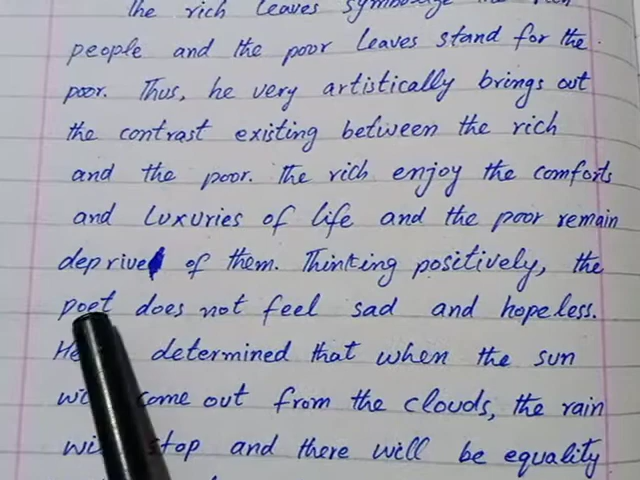 The rich leaves symbolize the rich
people and the poor leaves stand for the
poor. Thus, he very artistically brings out
the contrast existing between the rich
and the poor. The rich enjoy the comforts
and luxuries of life and the poor remain
deprived of them. Thinking positively, the
poet does not feel sad and hopeless.
He determined that when the sun
come out from the clouds, the rain
stop and there will be equality